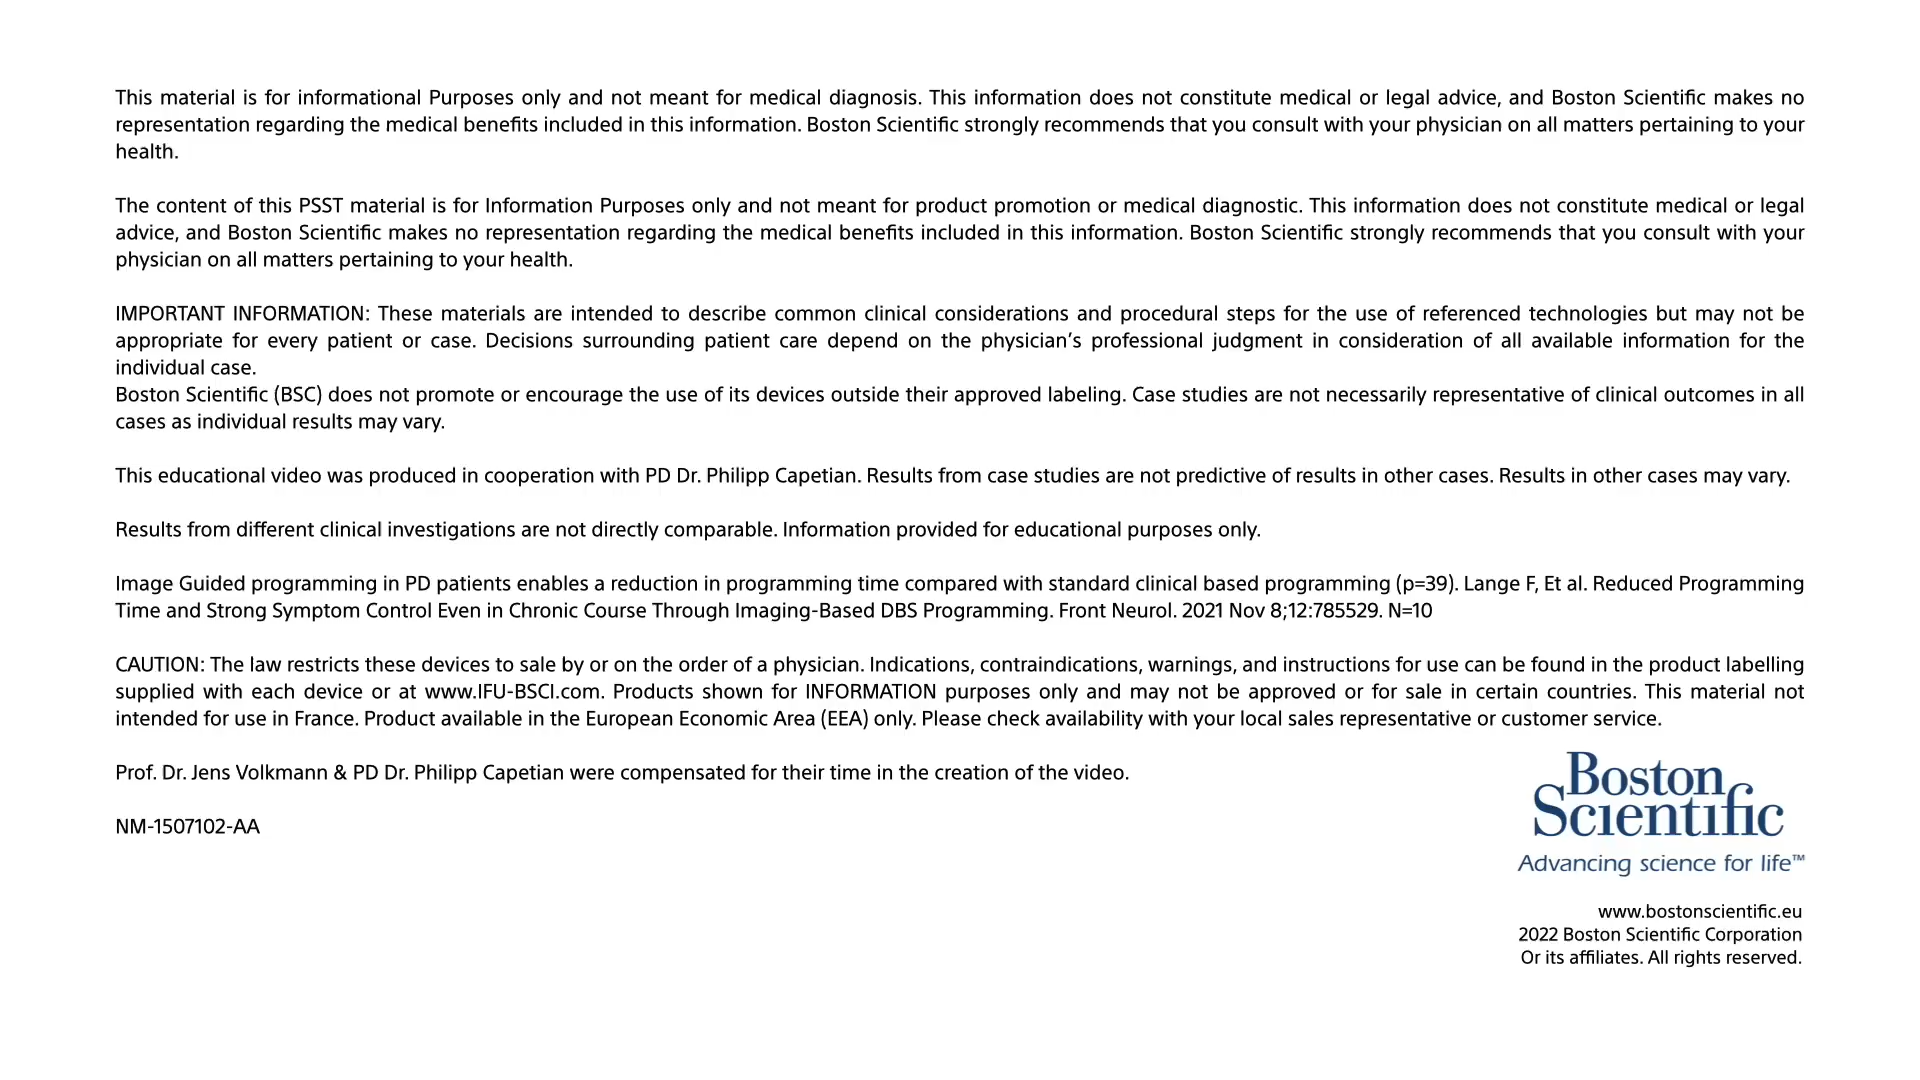 This material is for informational Purposes only and not meant for medical diagnosis. This information does not constitute medical or legal advice, and Boston Scientific makes no
representation regarding the medical benefits included in this information. Boston Scientific strongly recommends that you consult with your physician on all matters pertaining to your
health.
The content of this PSST material is for Information Purposes only and not meant for product promotion or medical diagnostic. This information does not constitute medical or legal
advice, and Boston Scientific makes no representation regarding the medical benefits included in this information. Boston Scientific strongly recommends that you consult with your
physician on all matters pertaining to your health.
IMPORTANT INFORMATION: These materials are intended to describe common clinical considerations and procedural steps for the use of referenced technologies but may not be
appropriate for every patient or case. Decisions surrounding patient care depend on the physician’s professional judgment in consideration of all available information for the
individual case.
Boston Scientific (BSC) does not promote or encourage the use of its devices outside their approved labeling. Case studies are not necessarily representative of clinical outcomes in all
cases as individual results may vary.
This educational video was produced in cooperation with PD Dr. Philipp Capetian. Results from case studies are not predictive of results in other cases. Results in other cases may vary.
Results from different clinical investigations are not directly comparable. Information provided for educational purposes only.
Image Guided programming in PD patients enables a reduction in programming time compared with standard clinical based programming (p=39). Lange F, Et al. Reduced Programming
Time and Strong Symptom Control Even in Chronic Course Through Imaging-Based DBS Programming. Front Neurol. 2021 Nov 8;12:785529. N=10
CAUTION: The law restricts these devices to sale by or on the order of a physician. Indications, contraindications, warnings, and instructions for use can be found in the product labelling
supplied with each device or at www.IFU-BSCI.com. Products shown for INFORMATION purposes only and may not be approved or for sale in certain countries. This material not
intended for use in France. Product available in the European Economic Area (EEA) only. Please check availability with your local sales representative or customer service.
Prof. Dr. Jens Volkmann & PD Dr. Philipp Capetian were compensated for their time in the creation of the video.
NM-1507102-AA
Boston
Scientific
Advancing science for life™
www.bostonscientific.eu
2022 Boston Scientific Corporation
Or its affiliates. All rights reserved.